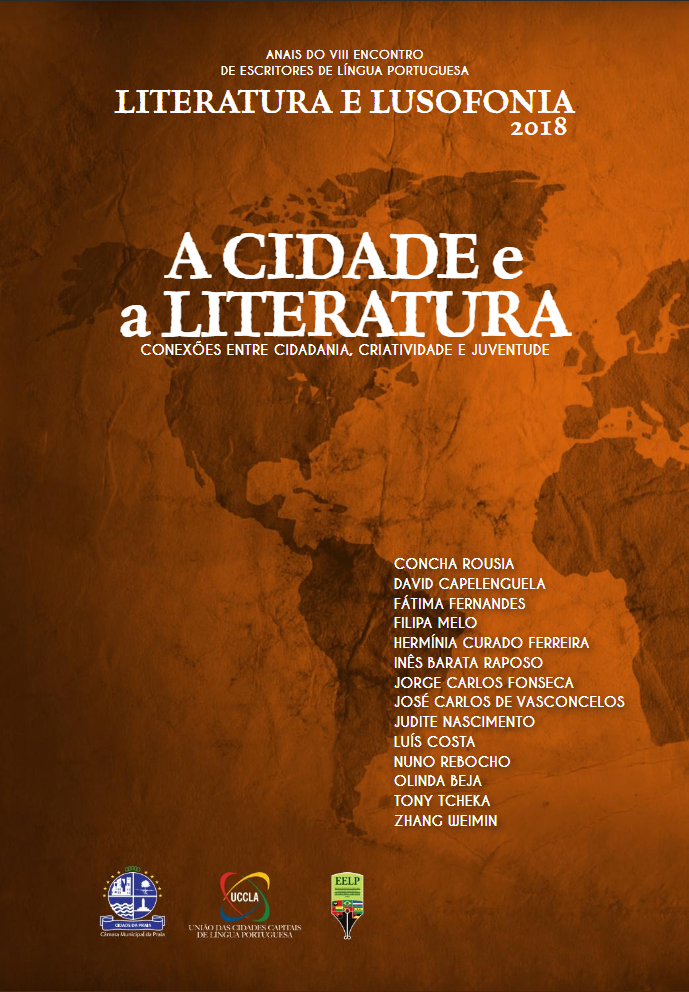 ANAIS DO VIII ENCONTRO
DE ESCRITORES DE LÍNGUA PORTUGUESA
LITERATURA E LUSOFONIA
2018
A CIDADE e
a LITERATURA
CONEXÕES ENTRE CIDADANIA, CRIATIVIDADE E JUVENTUDE
CONCHA ROUSIA
DAVID CAPELENGUELA
FÁTIMA FERNANDES
FILIPA MELO
HERMÍNIA CURADO FERREIRA
INÊS BARATA RAPOSO
JORGE CARLOS FONSECA
JOSÉ CARLOS DE VASCONCELOS
JUDITE NASCIMENTO
LUÍS COSTA
NUNO REBOCHO
OLINDA BEJA
TONY TCHEKA
ZHANG WEIMIN
CIDADE DA PRAIA
Câmara Municipal da Praia
UCCLA
UNIÃO DAS CIDADES CAPITAIS
DE LÍNGUA PORTUGUESA
EELP